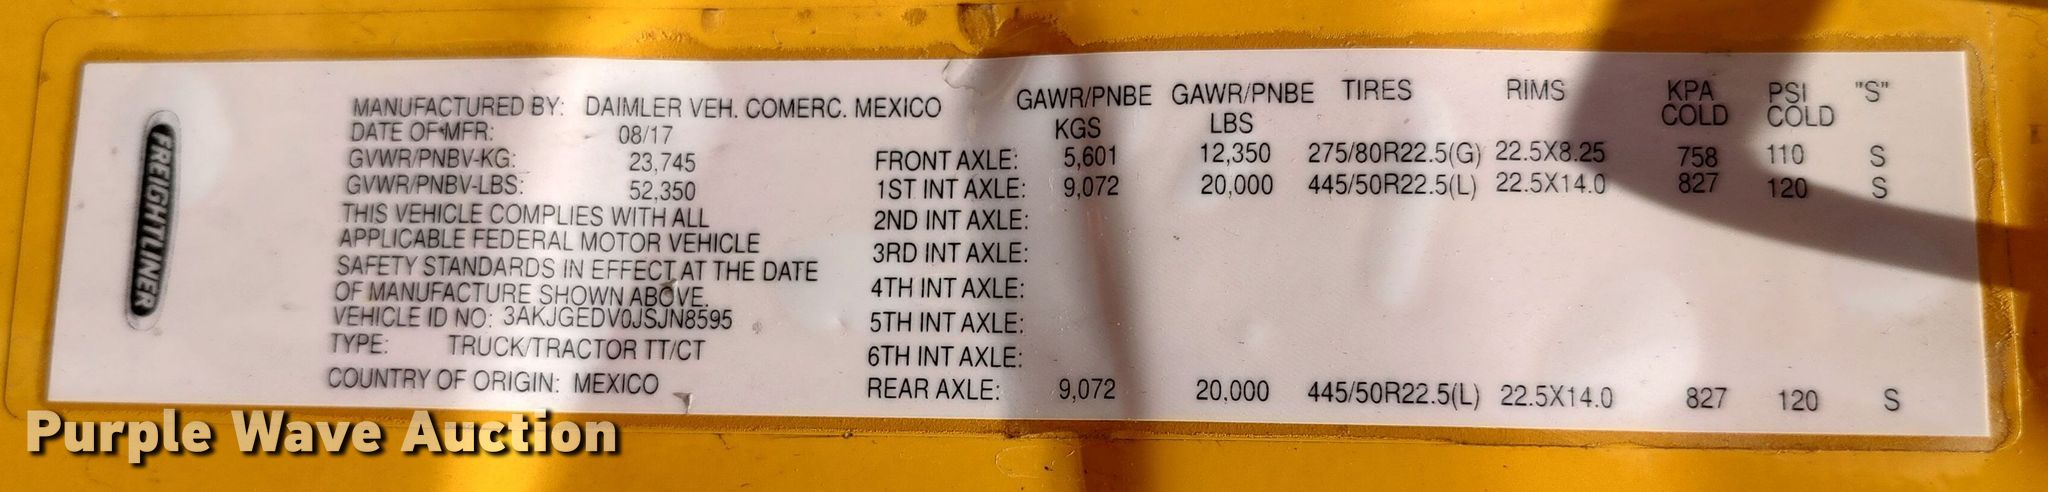 FREIGHTLINER
MANUFACTURED BY: DAIMLER VEH. COMERC. MEXICO
DATE OF MFR: 08/17
GVWR/PNBV-KG: 23,745
GVWR/PNBV-LBS: 52,350
THIS VEHICLE COMPLIES WITH ALL
APPLICABLE FEDERAL MOTOR VEHICLE
SAFETY STANDARDS IN EFFECT AT THE DATE
OF MANUFACTURE SHOWN ABOVE.
VEHICLE ID NO: 3AKJGEDV0JSJN8595
TYPE: TRUCK/TRACTOR TT/CT
COUNTRY OF ORIGIN: MEXICO
GAWR/PNBE GAWR/PNBE TIRES RIMS KPA PSI "S"
KGS LBS COLD COLD
FRONT AXLE: 5,601 12,350 275/80R22.5(G) 22.5X8.25 758 110 S
1ST INT AXLE: 9,072 20,000 445/50R22.5(L) 22.5X14.0 827 120 S
2ND INT AXLE:
3RD INT AXLE:
4TH INT AXLE:
5TH INT AXLE:
6TH INT AXLE:
REAR AXLE: 9,072 20,000 445/50R22.5(L) 22.5X14.0 827 120 S
Purple Wave Auction